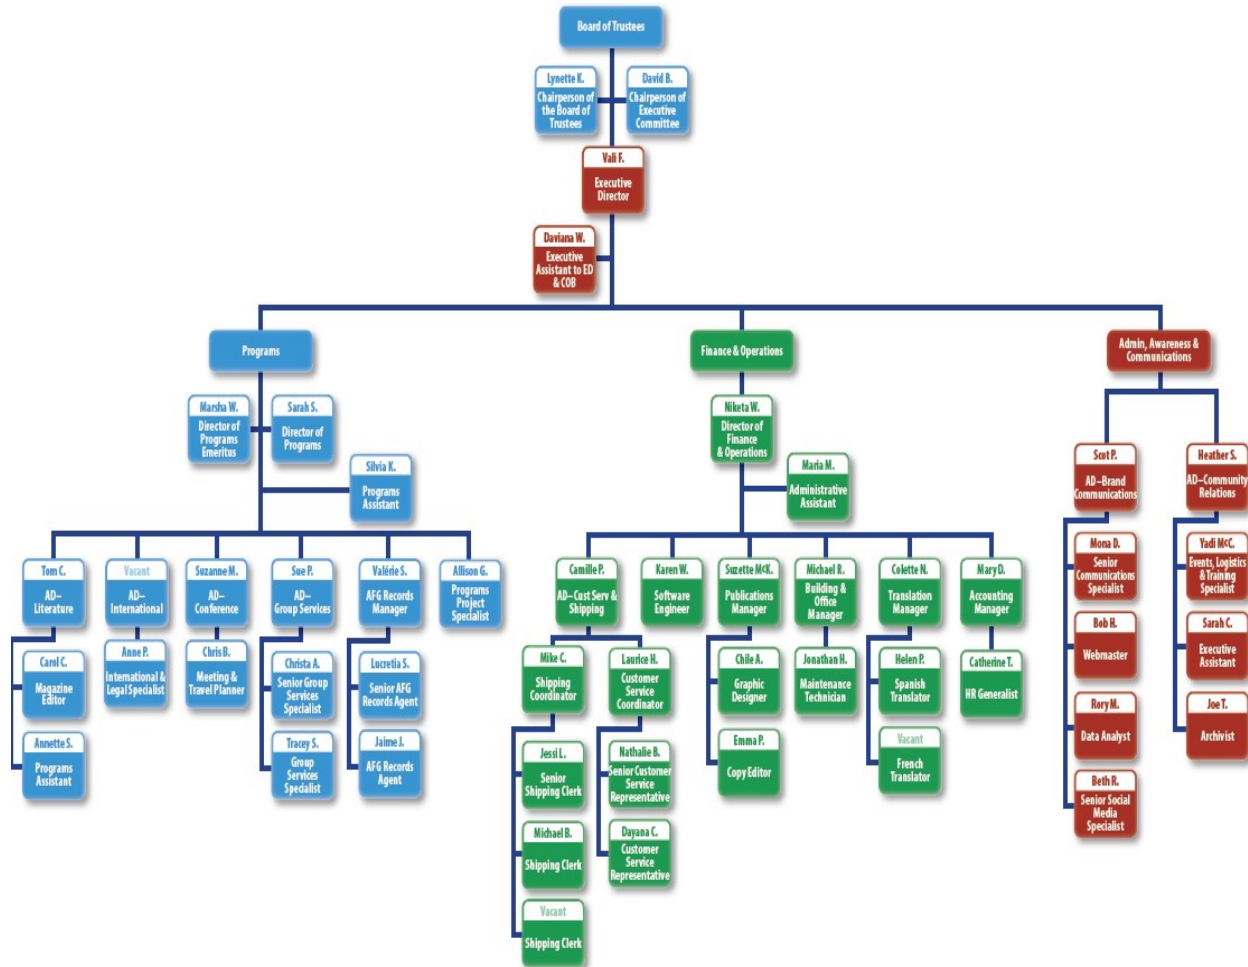 Board of Trustees
Lynette K.
Chairperson of
the Board of
Trustees
David B.
Chairperson of
Executive
Committee
Vali F.
Executive
Director
Daviana W.
Executive
Assistant to ED
& COB
Programs
Marsha W.
Director of
Programs
Emeritus
Sarah S.
Director of
Programs
Silvia K.
Programs
Assistant
Tom C.
AD–
Literature
Carol C.
Magazine
Editor
Annette S.
Programs
Assistant
Vacant
AD–
International
Anne P.
International &
Legal Specialist
Suzanne M.
AD–
Conference
Chris B.
Meeting &
Travel Planner
Sue P.
AD–
Group Services
Christa A.
Senior Group
Services
Specialist
Tracey S.
Group
Services
Specialist
Valérie S.
AFG Records
Manager
Lucretia S.
Senior AFG
Records Agent
Jaime J.
AFG Records
Agent
Allison G.
Programs
Project
Specialist
Finance & Operations
Niketa W.
Director of
Finance
& Operations
Maria M.
Administrative
Assistant
Camille P.
AD–Cust Serv &
Shipping
Mike C.
Shipping
Coordinator
Jessi L.
Senior
Shipping Clerk
Michael B.
Shipping Clerk
Vacant
Shipping Clerk
Laurice H.
Customer
Service
Coordinator
Nathalie B.
Senior Customer
Service
Representative
Dayana C.
Customer
Service
Representative
Karen W.
Software
Engineer
Suzette McK.
Publications
Manager
Chile A.
Graphic
Designer
Emma P.
Copy Editor
Michael R.
Building &
Office
Manager
Jonathan H.
Maintenance
Technician
Colette N.
Translation
Manager
Helen P.
Spanish
Translator
Vacant
French
Translator
Mary D.
Accounting
Manager
Catherine T.
HR Generalist
Admin, Awareness &
Communications
Scot P.
AD–Brand
Communications
Mona D.
Senior
Communications
Specialist
Bob H.
Webmaster
Rory M.
Data Analyst
Beth R.
Senior Social
Media
Specialist
Heather S.
AD–Community
Relations
Yadi McC.
Events, Logistics
& Training
Specialist
Sarah C.
Executive
Assistant
Joe T.
Archivist